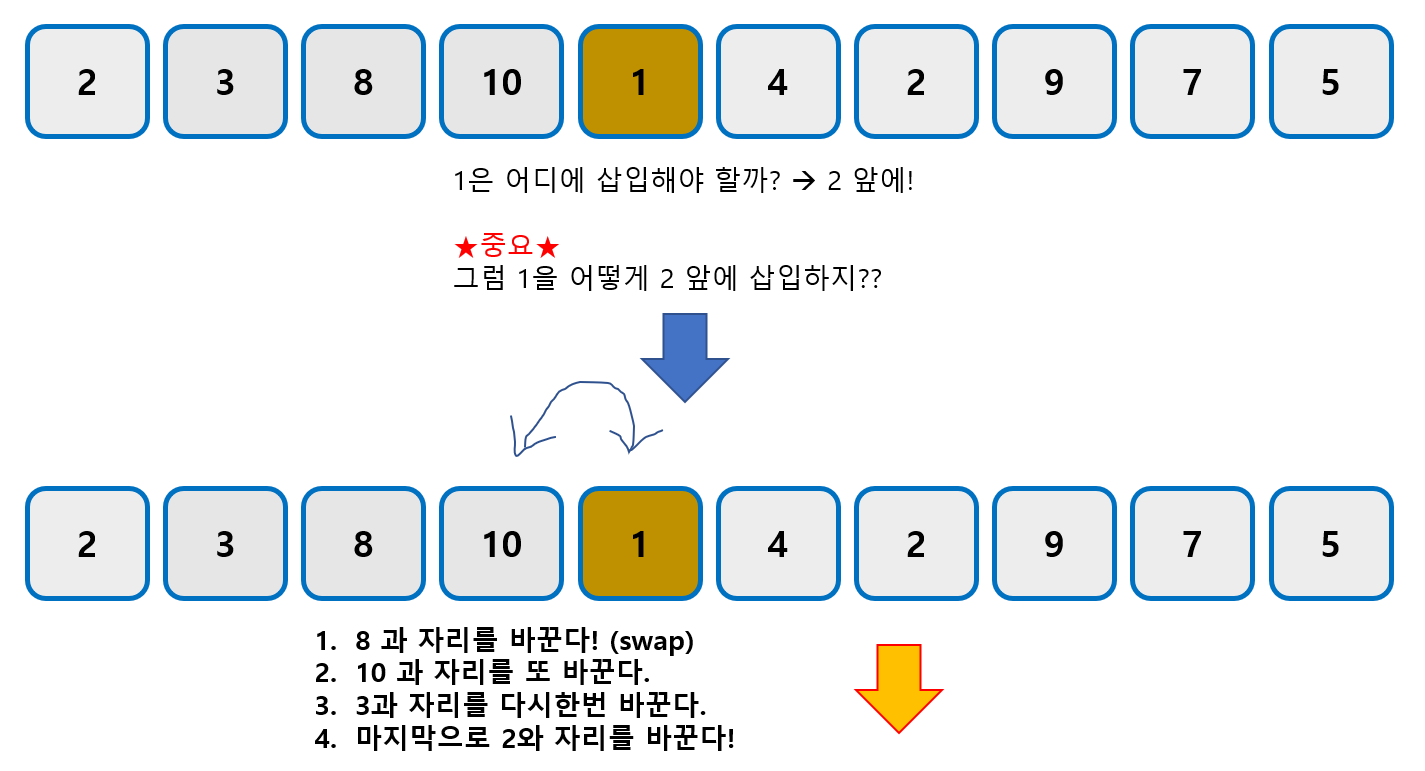 2 3 8 10 1 4 2 9 7 5
1은 어디에 삽입해야 할까? → 2 앞에!
★중요★
그럼 1을 어떻게 2 앞에 삽입하지??
2 3 8 10 1 4 2 9 7 5
1. 8 과 자리를 바꾼다! (swap)
2. 10 과 자리를 또 바꾼다.
3. 3과 자리를 다시한번 바꾼다.
4. 마지막으로 2와 자리를 바꾼다!